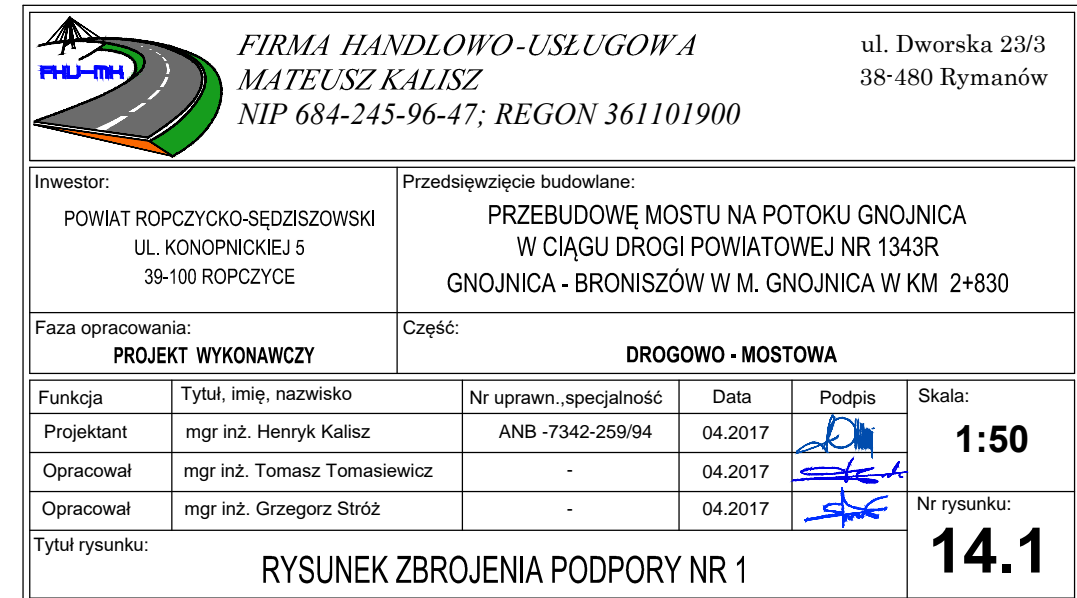 FHU-MK
FIRMA HANDLOWO-USŁUGOWA
MATEUSZ KALISZ
NIP 684-245-96-47; REGON 361101900
ul. Dworska 23/3
38-480 Rymanów
Inwestor:
POWIAT ROPCZYCKO-SĘDZISZOWSKI
UL. KONOPNICKIEJ 5
39-100 ROPCZYCE
Przedsięwzięcie budowlane:
PRZEBUDOWĘ MOSTU NA POTOKU GNOJNICA
W CIĄGU DROGI POWIATOWEJ NR 1343R
GNOJNICA - BRONISZÓW W M. GNOJNICA W KM 2+830
Faza opracowania:
PROJEKT WYKONAWCZY
Część:
DROGOWO - MOSTOWA
Funkcja Tytuł, imię, nazwisko Nr uprawn.,specjalność Data Podpis
Projektant mgr inż. Henryk Kalisz ANB -7342-259/94 04.2017
Opracował mgr inż. Tomasz Tomasiewicz - 04.2017
Opracował mgr inż. Grzegorz Stróż - 04.2017
Skala:
1:50
Nr rysunku:
14.1
Tytuł rysunku:
RYSUNEK ZBROJENIA PODPORY NR 1